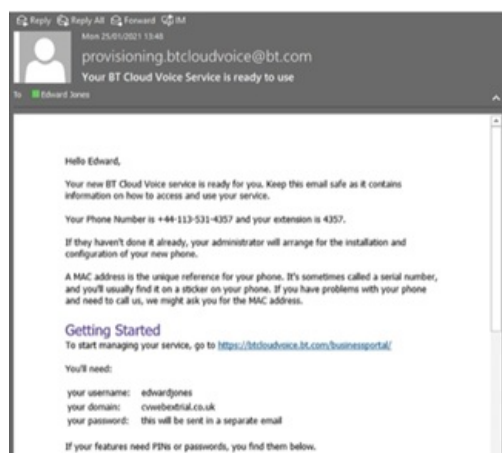 Reply Reply All Forward IM
Mon 25/01/2021 13:48
provisioning.btcloudvoice@bt.com
Your BT Cloud Voice Service is ready to use
To Edward Jones
Hello Edward,
Your new BT Cloud Voice service is ready for you. Keep this email safe as it contains
information on how to access and use your service.
Your Phone Number is +44-113-531-4357 and your extension is 4357.
If they haven't done it already, your administrator will arrange for the installation and
configuration of your new phone.
A MAC address is the unique reference for your phone. It's sometimes called a serial number,
and you'll usually find it on a sticker on your phone. If you have problems with your phone
and need to call us, we might ask you for the MAC address.
Getting Started
To start managing your service, go to https://btcloudvoice.bt.com/businessportal/
You'll need:
your username: edwardjones
your domain: cvwebextrial.co.uk
your password: this will be sent in a separate email
If your features need PINs or passwords, you find them below.